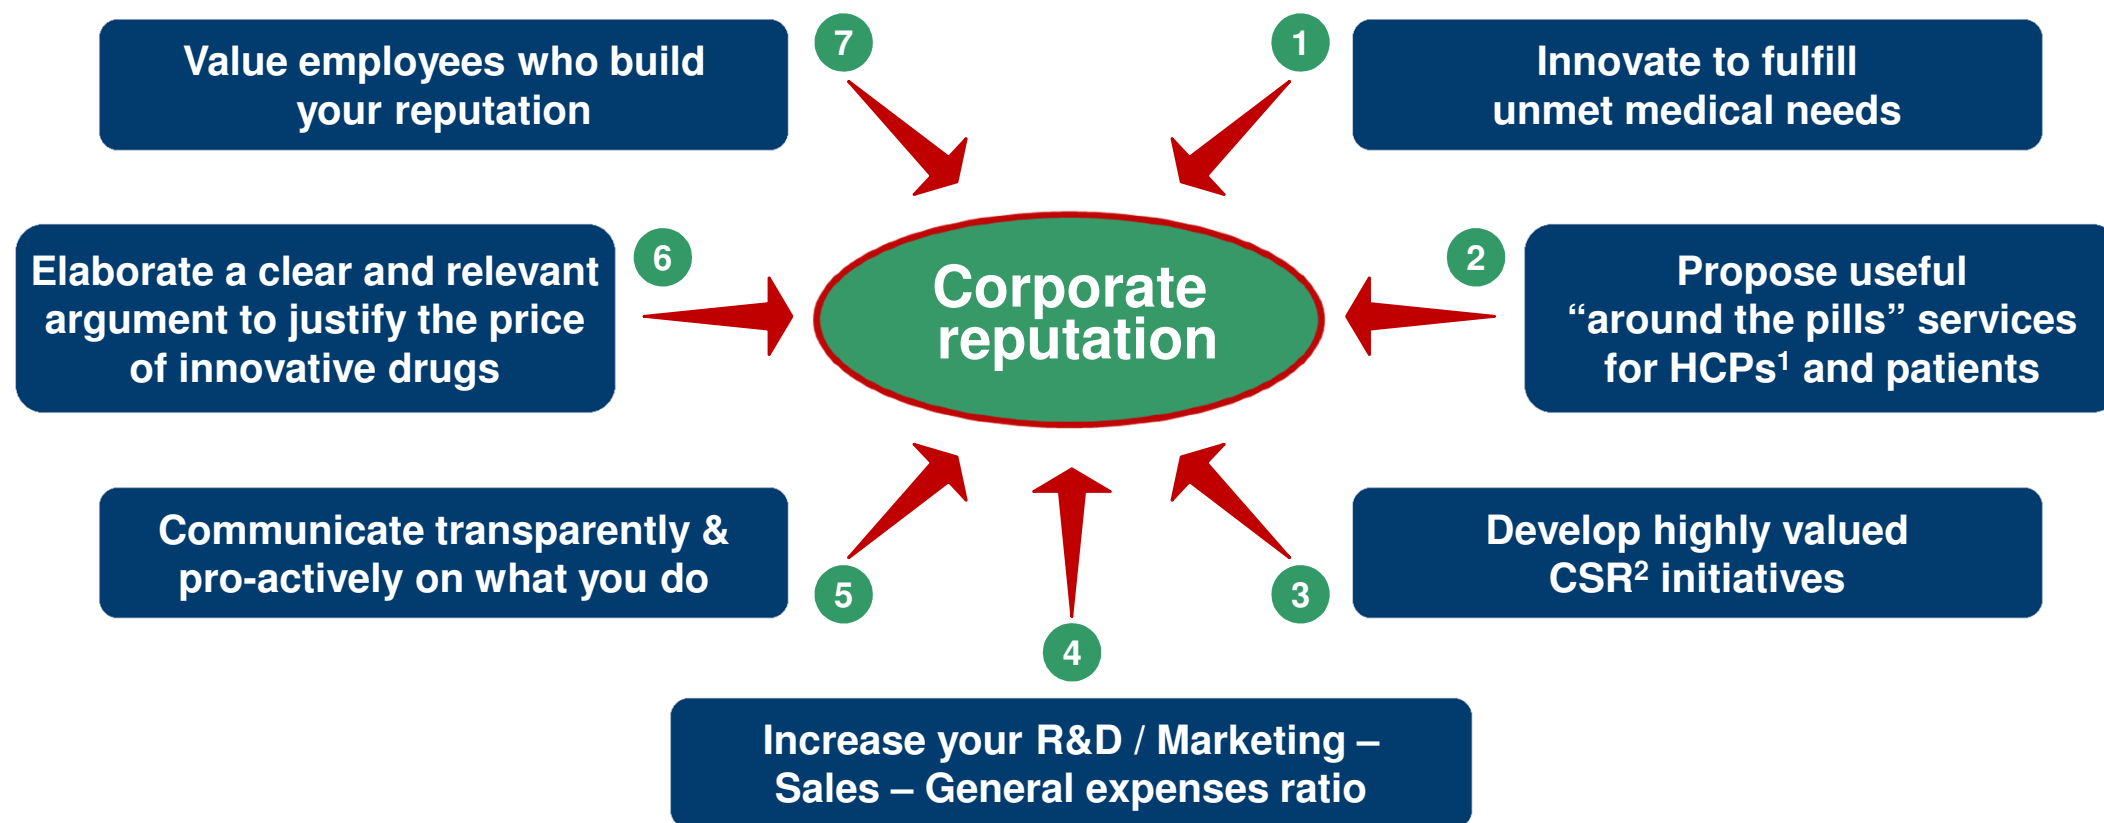 7
Value employees who build
your reputation
1
Innovate to fulfill
unmet medical needs
6
Elaborate a clear and relevant
argument to justify the price
of innovative drugs
Corporate
reputation
2
Propose useful
“around the pills” services
for HCPs¹ and patients
Communicate transparently &
pro-actively on what you do
5
3
Develop highly valued
CSR² initiatives
4
Increase your R&D / Marketing –
Sales – General expenses ratio